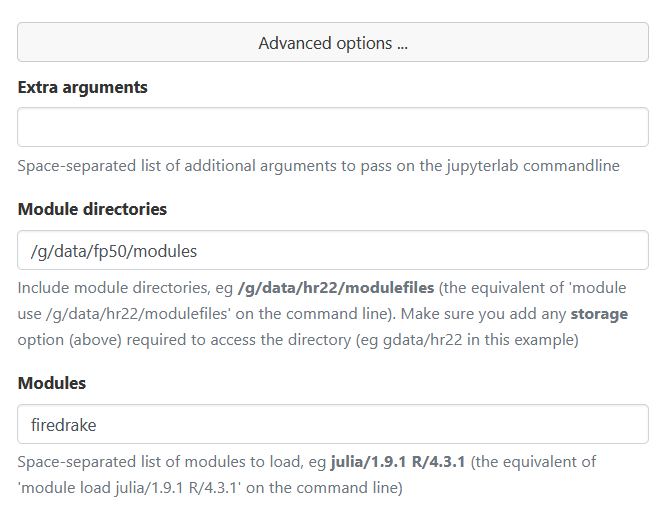 Advanced options ...
Extra arguments
Space-separated list of additional arguments to pass on the jupyterlab commandline
Module directories
/g/data/fp50/modules
Include module directories, eg /g/data/hr22/modulefiles (the equivalent of 'module
use /g/data/hr22/modulefiles' on the command line). Make sure you add any storage
option (above) required to access the directory (eg gdata/hr22 in this example)
Modules
firedrake
Space-separated list of modules to load, eg julia/1.9.1 R/4.3.1 (the equivalent of
'module load julia/1.9.1 R/4.3.1' on the command line)